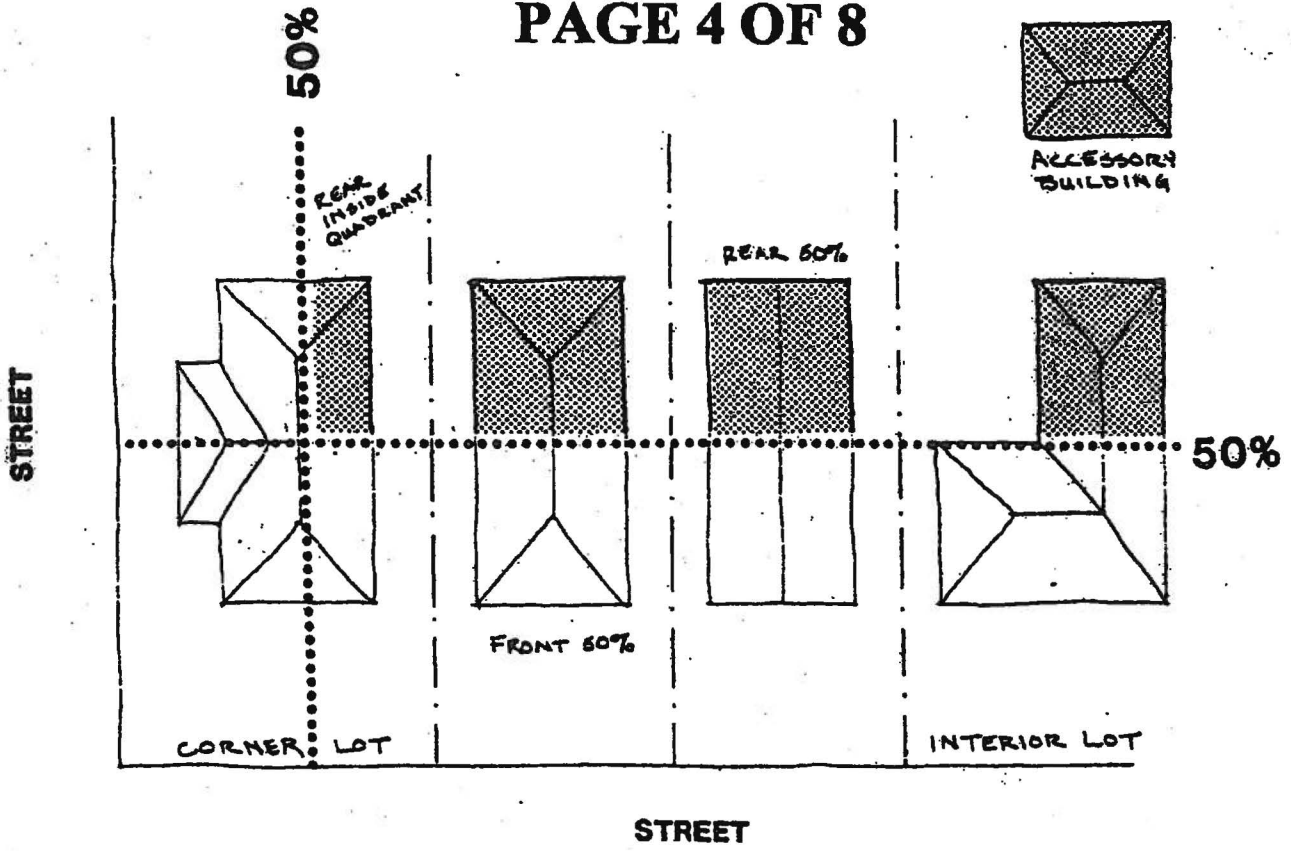 PAGE 4 OF 8
50%
ACCESSORY
BUILDING
REAR
INSIDE
QUADRANT
REAR 50%
STREET
50%
FRONT 50%
CORNER LOT
INTERIOR LOT
STREET